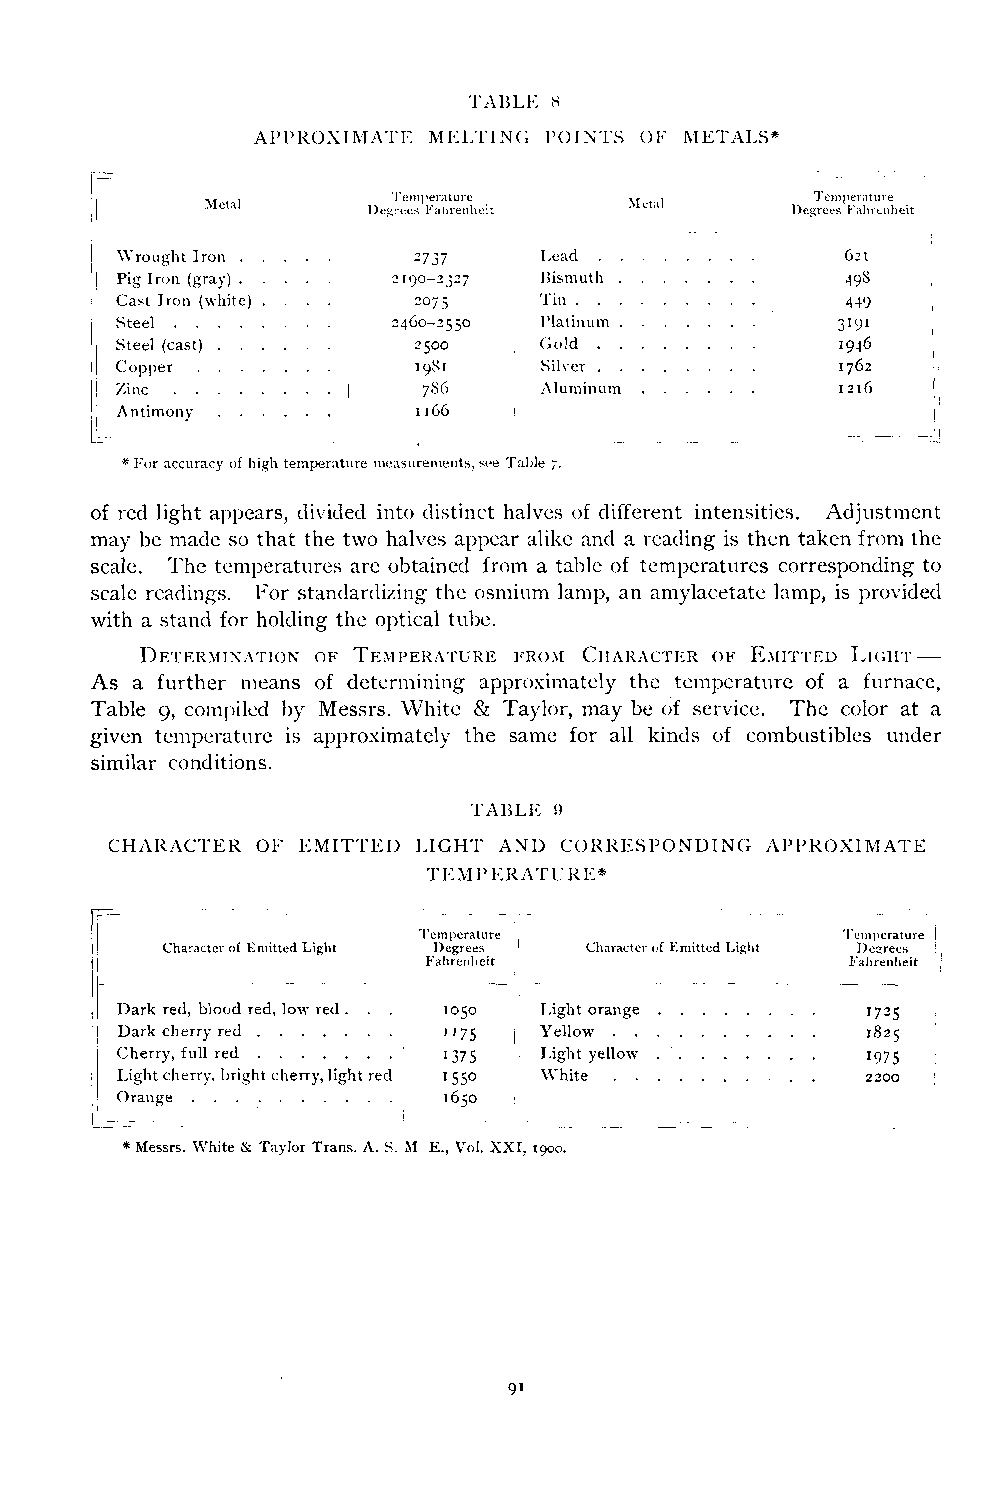 TABLE 8
APPROXIMATE MELTING POINTS OF METALS*
Metal Temperature Degrees Fahrenheit Metal Temperature Degrees Fahrenheit
Wrought Iron . . . . . 2737 Lead . . . . . . . . 621
Pig Iron (gray) . . . . . 2190-2327 Bismuth . . . . . . . 498
Cast Iron (white) . . . . 2075 Tin . . . . . . . . . 449
Steel . . . . . . . . 2460-2550 Platinum . . . . . . . 3191
Steel (cast) . . . . . . 2500 Gold . . . . . . . . 1946
Copper . . . . . . . 1981 Silver . . . . . . . . 1762
Zinc . . . . . . . . 786 Aluminum . . . . . . 1216
Antimony . . . . . . 1166
* For accuracy of high temperature measurements, see Table 7.
of red light appears, divided into distinct halves of different intensities. Adjustment
may be made so that the two halves appear alike and a reading is then taken from the
scale. The temperatures are obtained from a table of temperatures corresponding to
scale readings. For standardizing the osmium lamp, an amylacetate lamp, is provided
with a stand for holding the optical tube.
DETERMINATION OF TEMPERATURE FROM CHARACTER OF EMITTED LIGHT—
As a further means of determining approximately the temperature of a furnace,
Table 9, compiled by Messrs. White & Taylor, may be of service. The color at a
given temperature is approximately the same for all kinds of combustibles under
similar conditions.
TABLE 9
CHARACTER OF EMITTED LIGHT AND CORRESPONDING APPROXIMATE
TEMPERATURE*
Character of Emitted Light Temperature Degrees Fahrenheit Character of Emitted Light Temperature Degrees Fahrenheit
Dark red, blood red, low red . . . 1050 Light orange . . . . . . . . 1725
Dark cherry red . . . . . . . 1175 Yellow . . . . . . . . . . 1825
Cherry, full red . . . . . . . 1375 Light yellow . . . . . . . . 1975
Light cherry, bright cherry, light red 1550 White . . . . . . . . . . 2200
Orange . . . . . . . . . . 1650
* Messrs. White & Taylor Trans. A. S. M E., Vol. XXI, 1900.
91